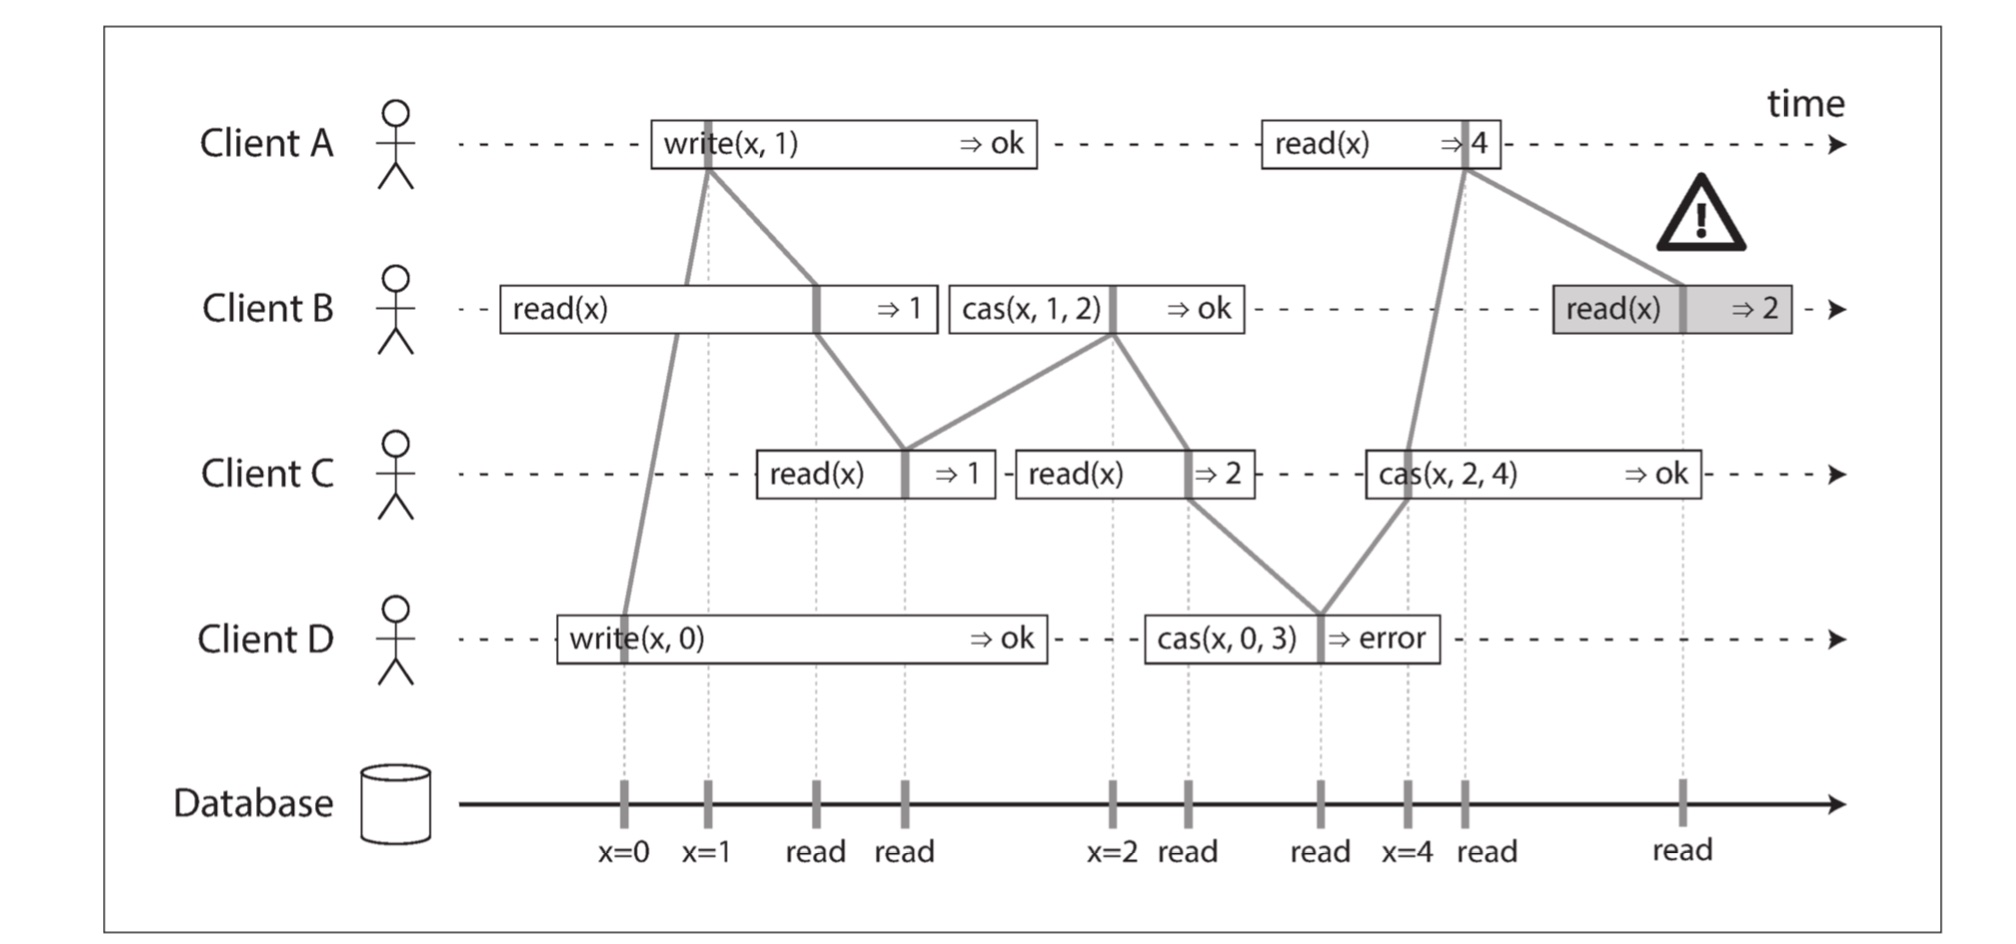 time
Client A write(x, 1) ⇒ ok read(x) ⇒ 4
!
Client B read(x) ⇒ 1 cas(x, 1, 2) ⇒ ok read(x) ⇒ 2
Client C read(x) ⇒ 1 read(x) ⇒ 2 cas(x, 2, 4) ⇒ ok
Client D write(x, 0) ⇒ ok cas(x, 0, 3) ⇒ error
Database
x=0 x=1 read read x=2 read read x=4 read read